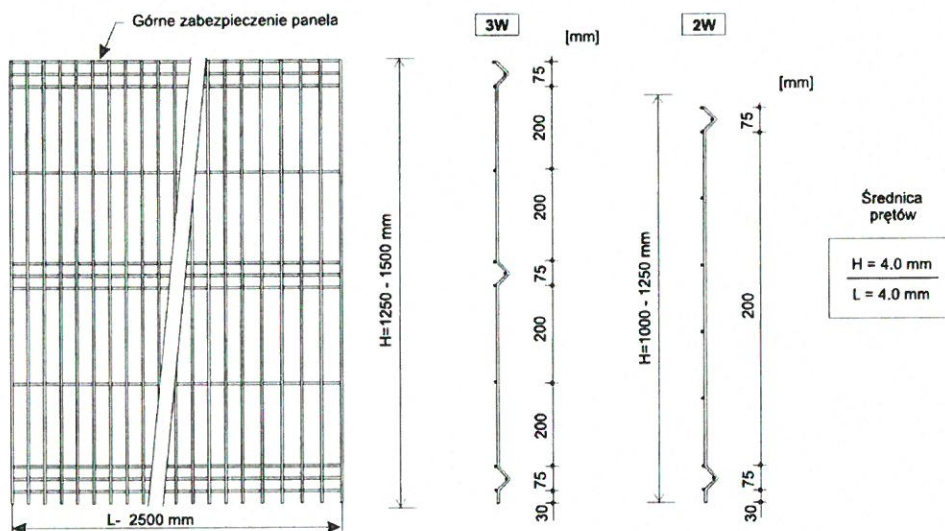 Górne zabezpieczenie panela
3W
[mm]
2W
[mm]
75
200
200
75
200
200
75
30
H=1250 - 1500 mm
75
200
75
30
H=1000 - 1250 mm
Średnica
prętów
H = 4.0 mm
L = 4.0 mm
L- 2500 mm